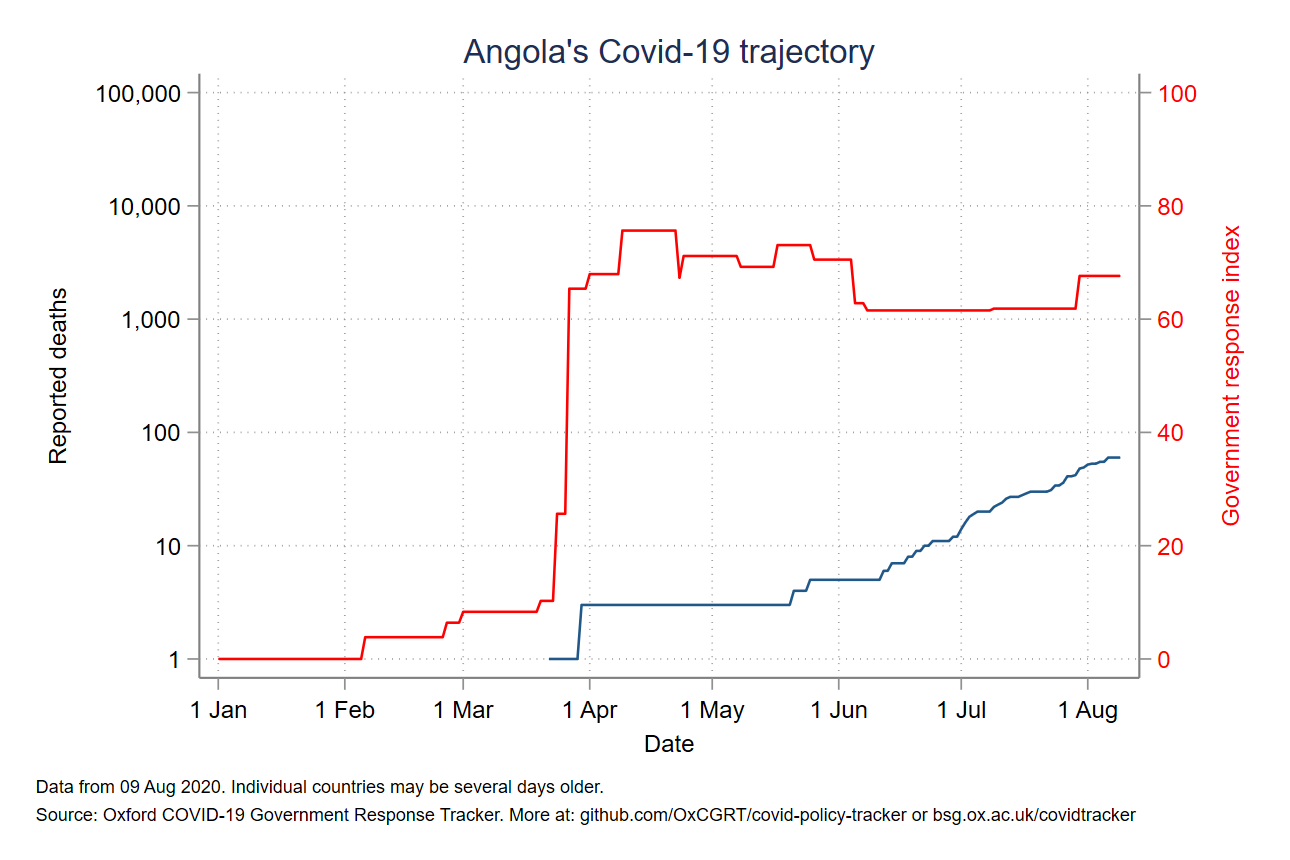 Angola's Covid-19 trajectory
100,000
10,000
1,000
100
10
1
Reported deaths
100
80
60
40
20
0
Government response index
1 Jan 1 Feb 1 Mar 1 Apr 1 May 1 Jun 1 Jul 1 Aug
Date
Data from 09 Aug 2020. Individual countries may be several days older.
Source: Oxford COVID-19 Government Response Tracker. More at: github.com/OxCGRT/covid-policy-tracker or bsg.ox.ac.uk/covidtracker